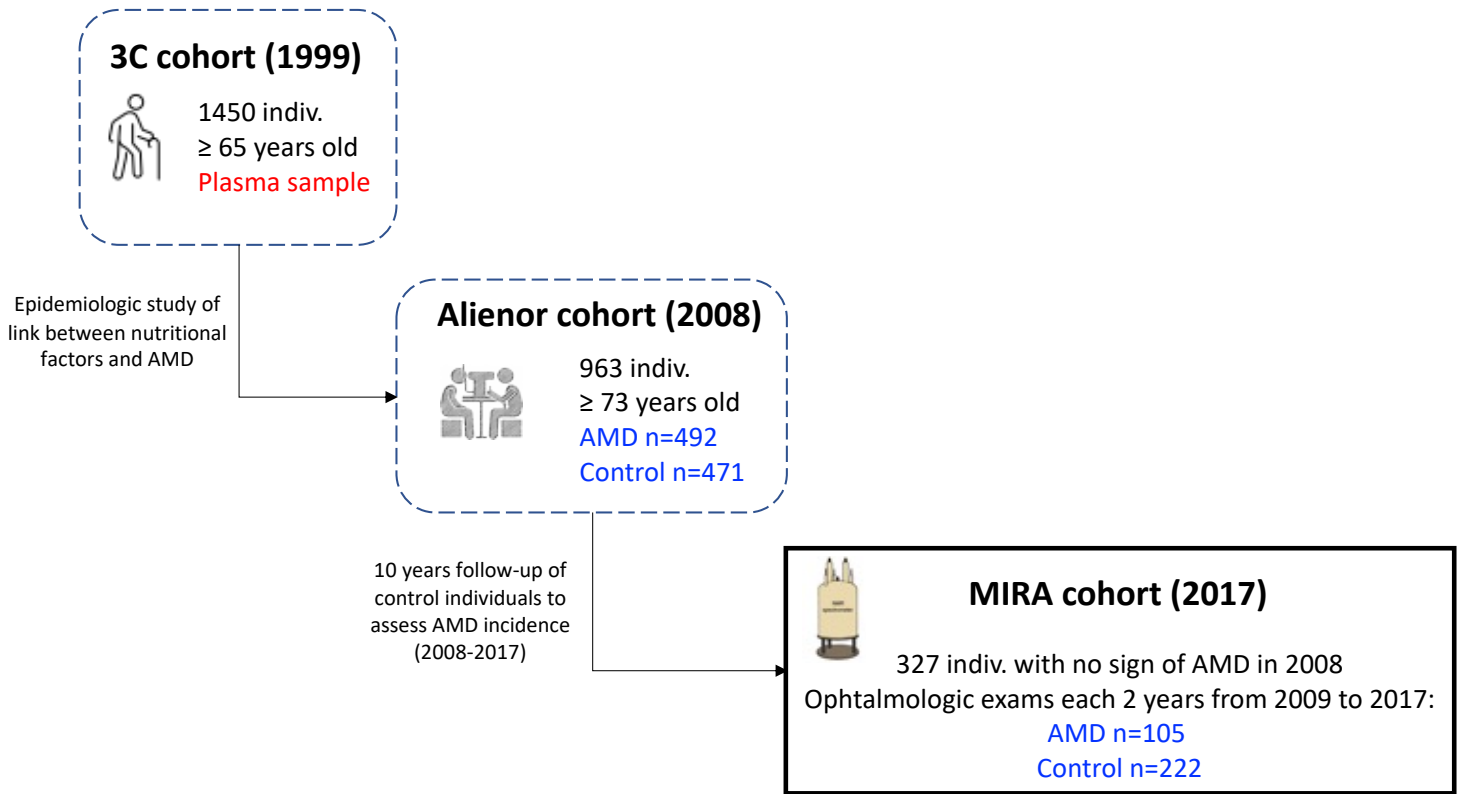 3C cohort (1999)
1450 indiv.
≥ 65 years old
Plasma sample
Epidemiologic study of
link between nutritional
factors and AMD
Alienor cohort (2008)
963 indiv.
≥ 73 years old
AMD n=492
Control n=471
10 years follow-up of
control individuals to
assess AMD incidence
(2008-2017)
MIRA cohort (2017)
327 indiv. with no sign of AMD in 2008
Ophtalmologic exams each 2 years from 2009 to 2017:
AMD n=105
Control n=222